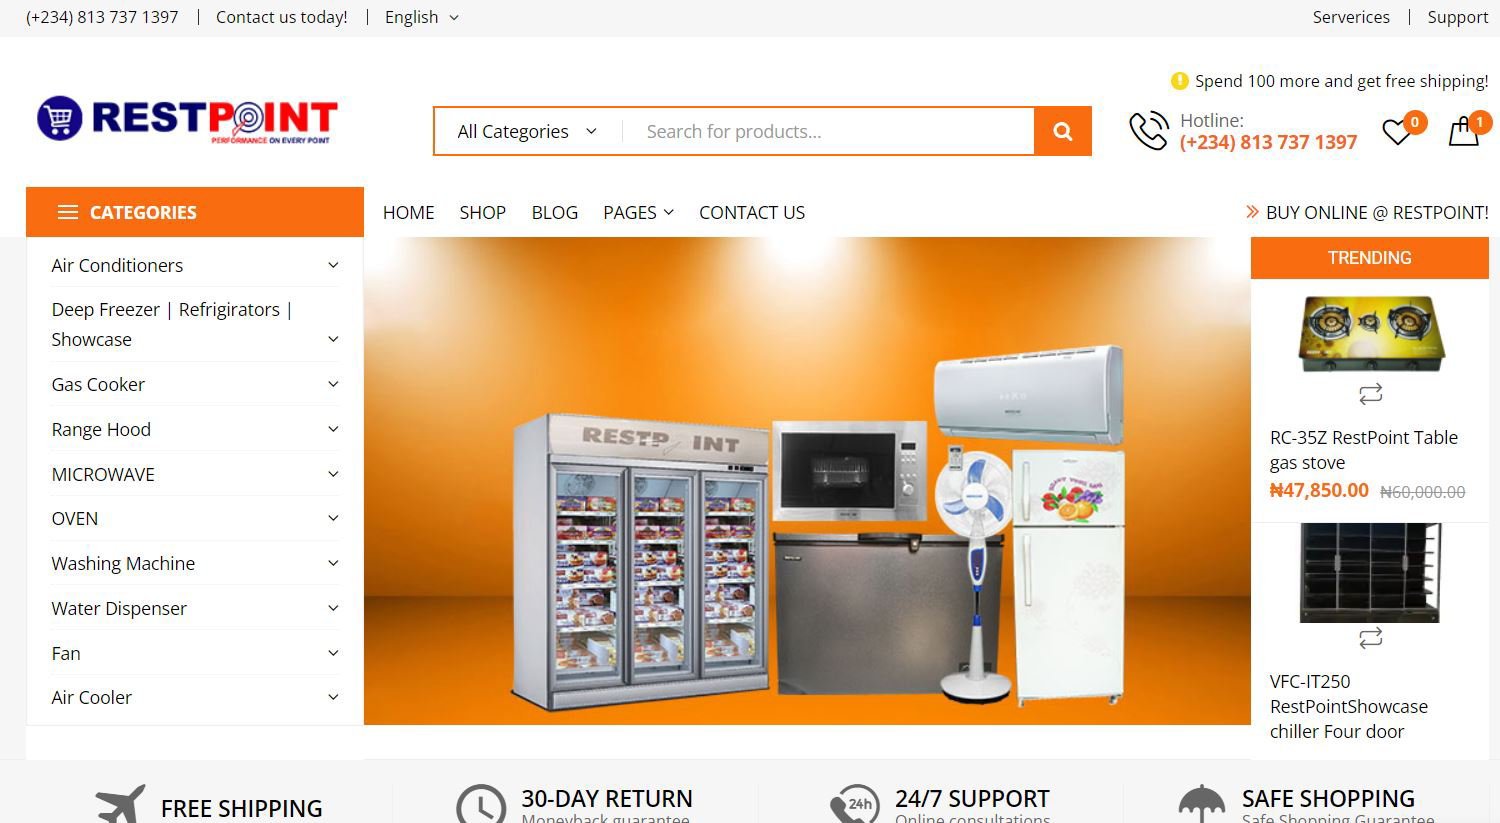 (+234) 813 737 1397 | Contact us today! | English
Serverices | Support
Spend 100 more and get free shipping!
RESTPOINT
PERFORMANCE ON EVERY POINT
All Categories
Search for products...
Hotline:
(+234) 813 737 1397
0
1
CATEGORIES
HOME SHOP BLOG PAGES CONTACT US
BUY ONLINE @ RESTPOINT!
Air Conditioners
Deep Freezer | Refrigirators |
Showcase
Gas Cooker
Range Hood
MICROWAVE
OVEN
Washing Machine
Water Dispenser
Fan
Air Cooler
RESTPOINT
TRENDING
RC-35Z RestPoint Table
gas stove
₦47,850.00 ₦60,000.00
VFC-IT250
RestPointShowcase
chiller Four door
FREE SHIPPING
30-DAY RETURN
Moneyback guarantee
24h
24/7 SUPPORT
Online consultations
SAFE SHOPPING
Safe Shopping Guarantee